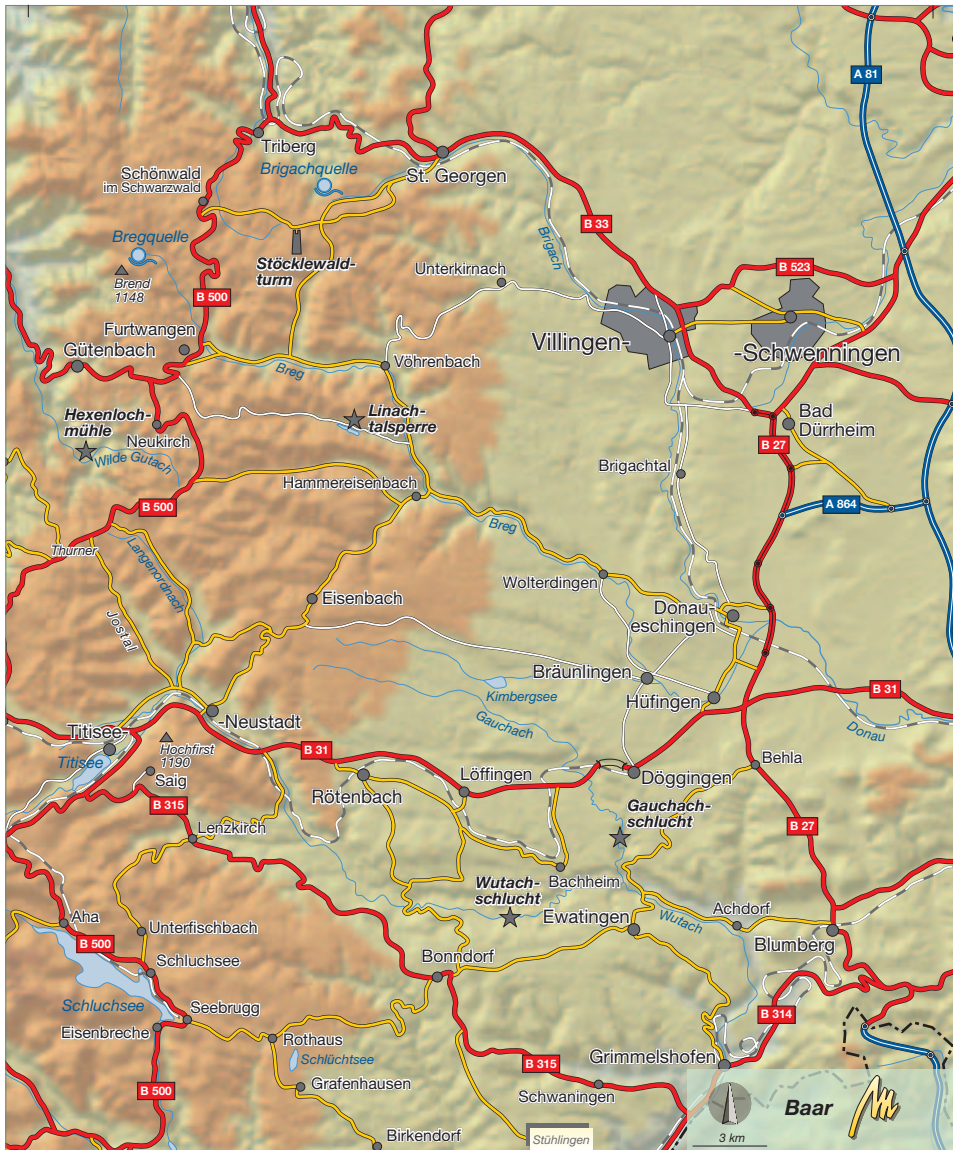 A 81
Triberg
Brigachquelle
St. Georgen
Schönwald
im Schwarzwald
B 33
Brigach
Bregquelle
Stöcklewald-
turm
Unterkirnach
B 523
Brend
1148
B 500
Furtwangen
Gütenbach
Villingen-
-Schwenningen
Vöhrenbach
Breg
Hexenloch-
mühle
Linach-
talsperre
Bad
Dürrheim
Neukirch
B 27
Wilde Gutach
Brigachtal
Hammereisenbach
B 500
A 864
Breg
Thurner
Langenordnach
Wolterdingen
Eisenbach
Donau-
eschingen
Jostal
Bräunlingen
Kimbergsee
Hüfingen
B 31
-Neustadt
Gauchach
Donau
Titisee-
Hochfirst
1190
B 31
Titisee
Saig
Behla
Löffingen
Döggingen
Rötenbach
B 315
Gauchach-
schlucht
Lenzkirch
B 27
Bachheim
Wutach-
schlucht
Aha
Ewatingen
Wutach
Achdorf
Unterfischbach
B 500
Blumberg
Bonndorf
Schluchsee
Schluchsee
Seebrugg
B 314
Eisenbreche
Rothaus
Schlüchtsee
Grimmelshofen
B 315
Grafenhausen
B 500
Schwaningen
Baar
Birkendorf
Stühlingen
3 km